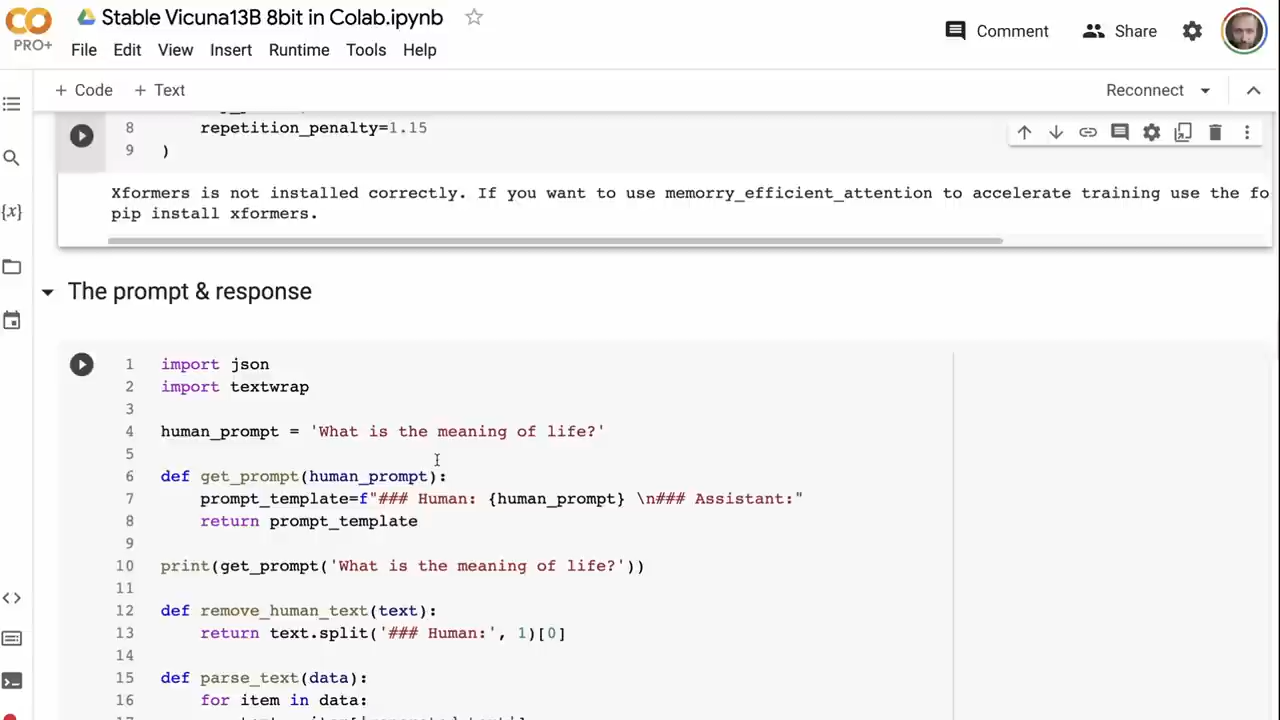 Stable Vicuna13B 8bit in Colab.ipynb
PRO+
File Edit View Insert Runtime Tools Help
Comment
Share
+ Code + Text
Reconnect
8 repetition_penalty=1.15
9 )
Xformers is not installed correctly. If you want to use memorry_efficient_attention to accelerate training use the fo
pip install xformers.
{x}
The prompt & response
1 import json
2 import textwrap
3
4 human_prompt = 'What is the meaning of life?'
5
6 def get_prompt(human_prompt):
7 prompt_template=f"### Human: {human_prompt} \n### Assistant:"
8 return prompt_template
9
10 print(get_prompt('What is the meaning of life?'))
11
12 def remove_human_text(text):
13 return text.split('### Human:', 1)[0]
14
15 def parse_text(data):
16 for item in data: